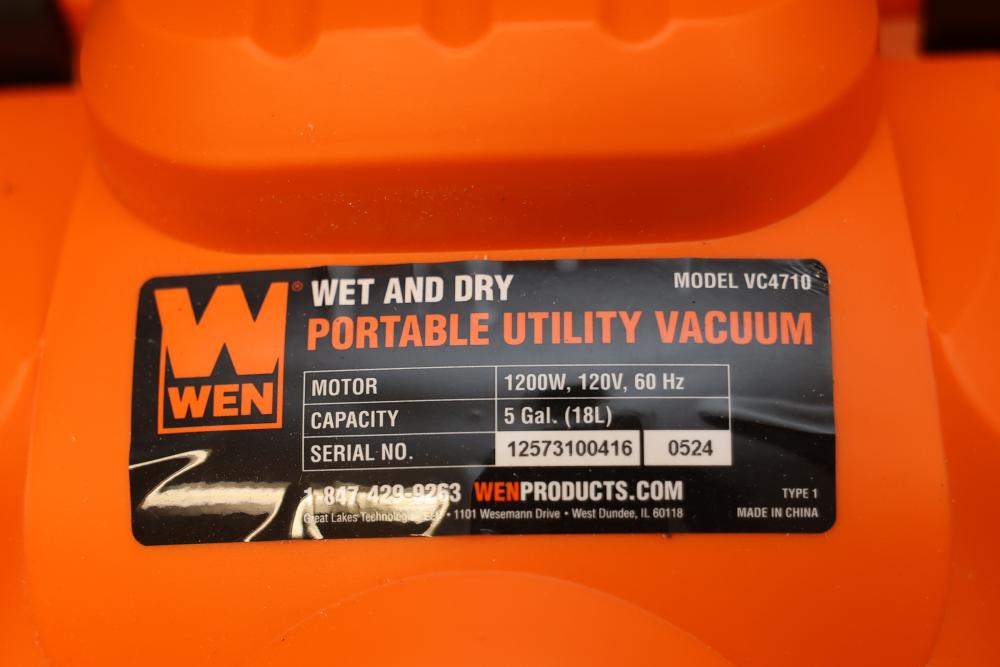 W
WEN
®
WET AND DRY
MODEL VC4710
PORTABLE UTILITY VACUUM
MOTOR 1200W, 120V, 60 Hz
CAPACITY 5 Gal. (18L)
SERIAL NO. 12573100416 0524
1-847-429-9263 WENPRODUCTS.COM
TYPE 1
Great Lakes • 1101 Wesemann Drive • West Dundee, IL 60118
MADE IN CHINA